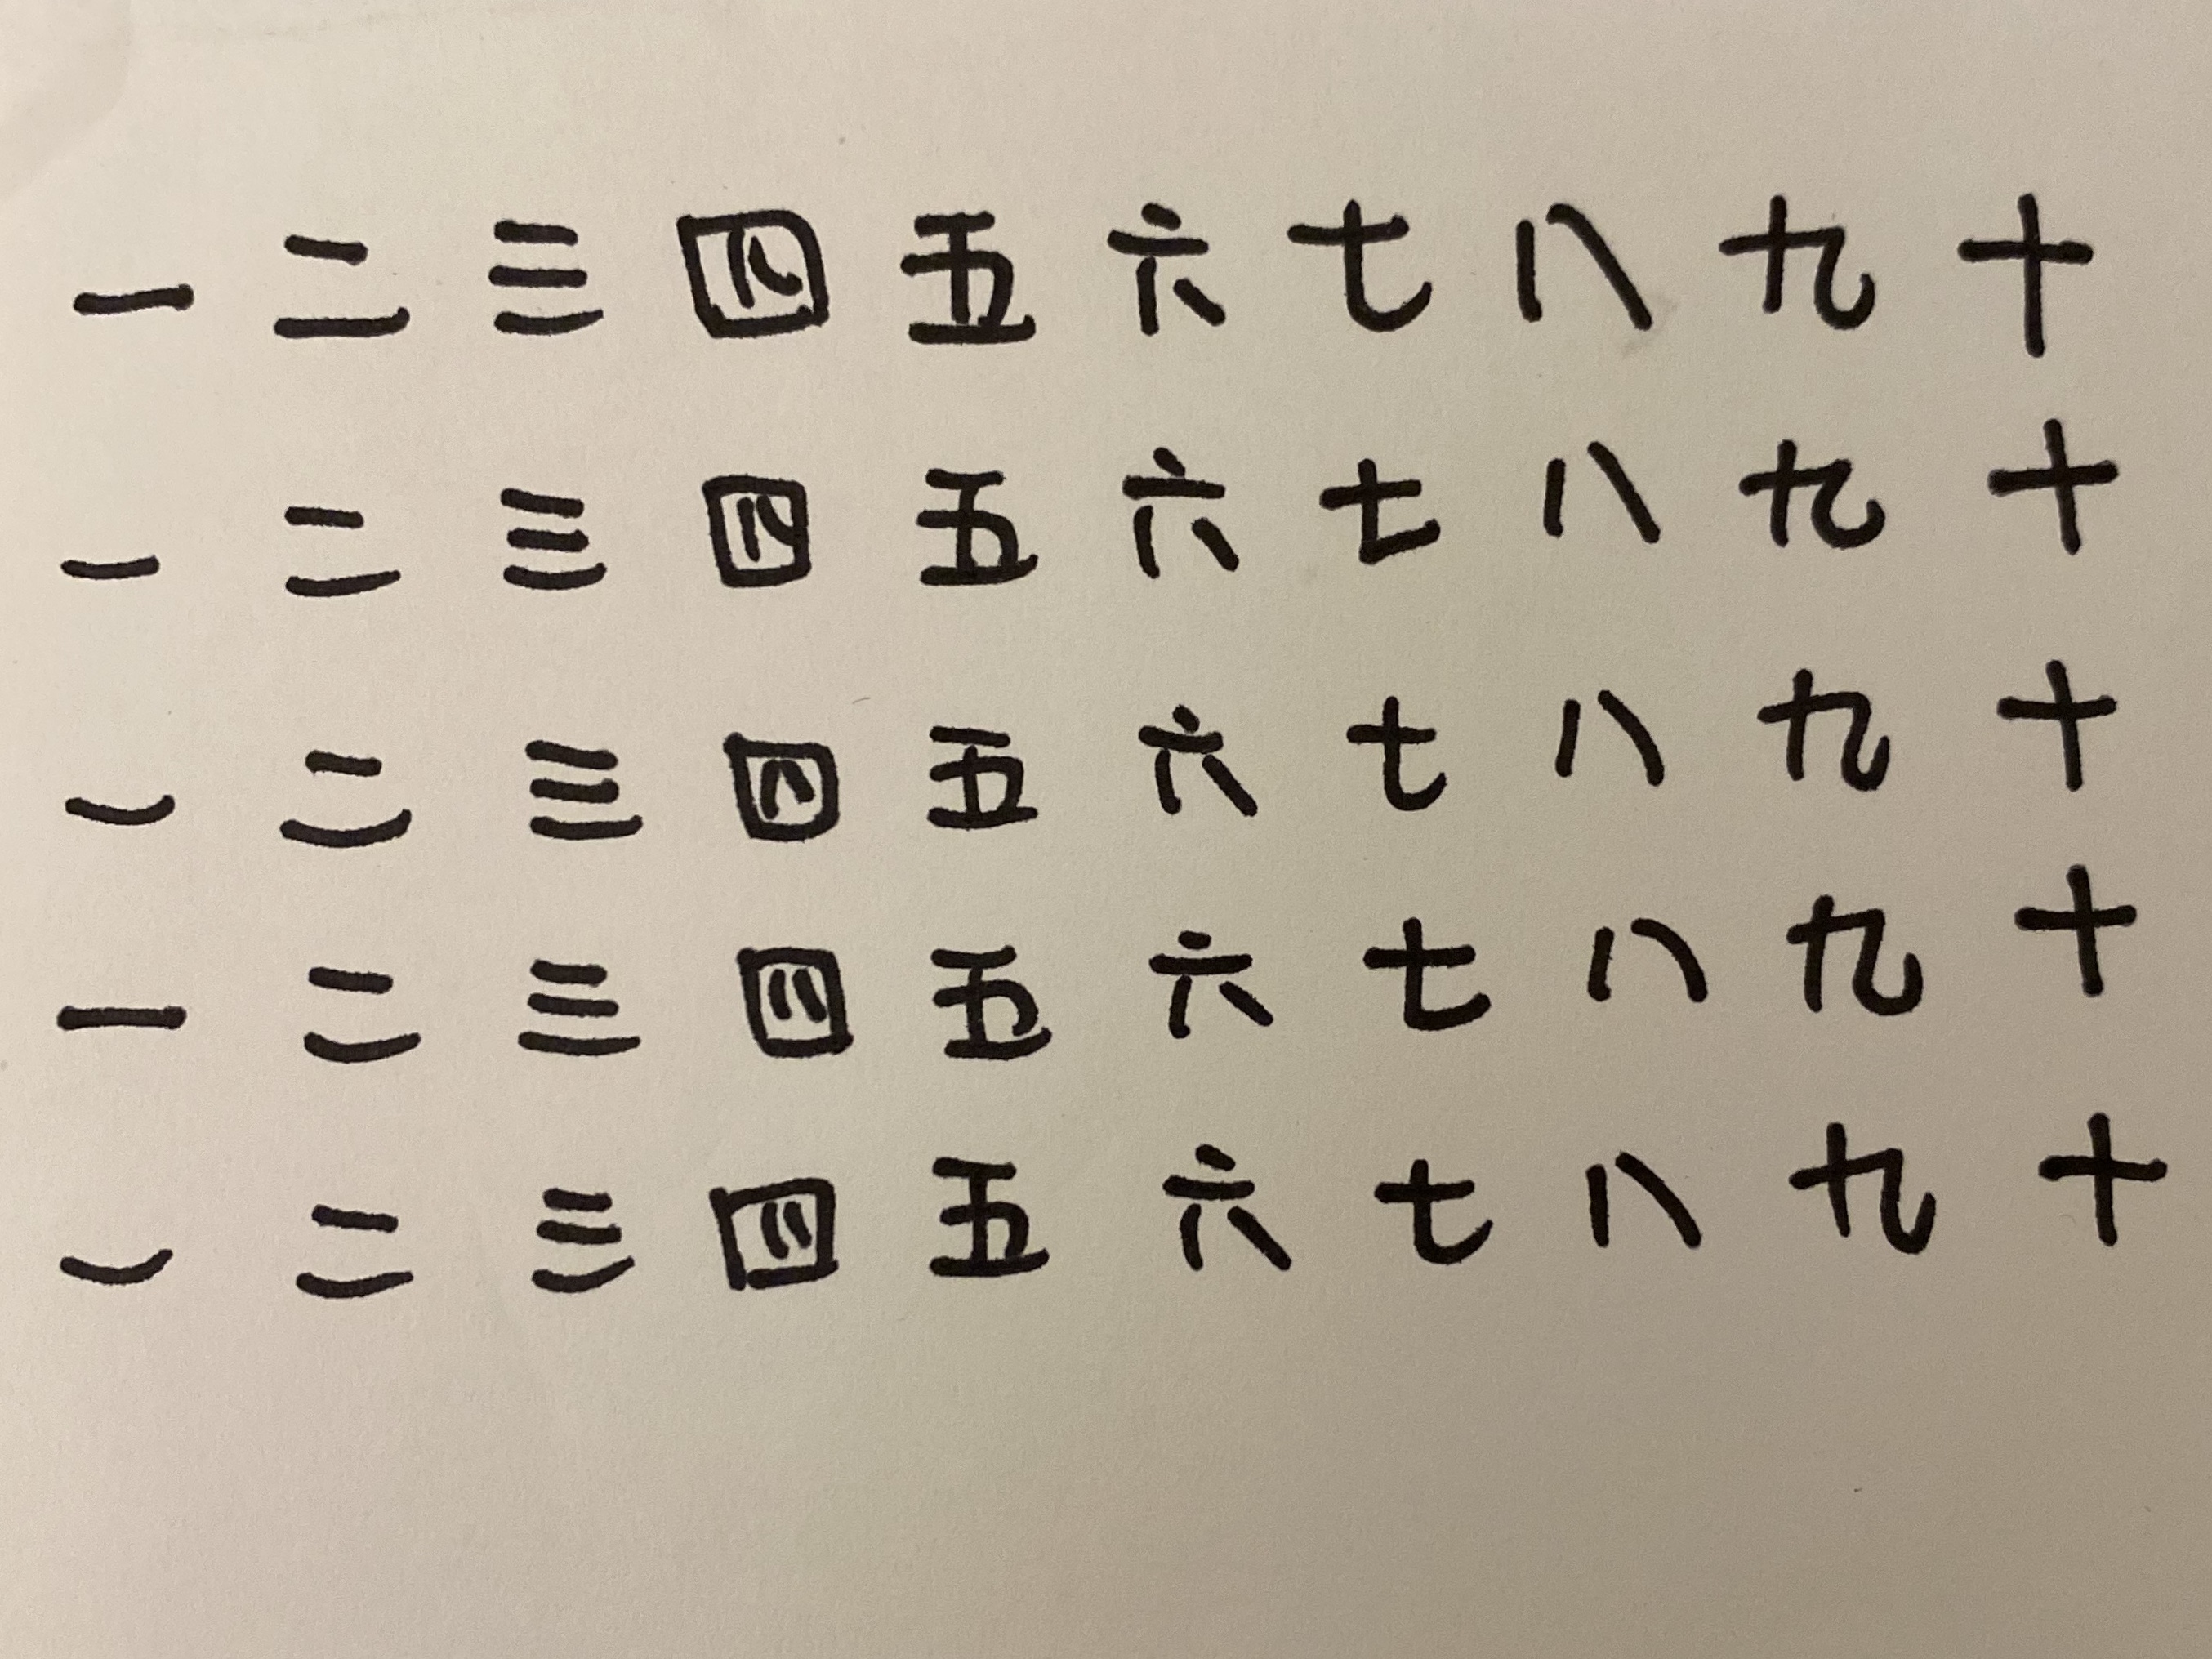 一 二 三 四 五 六 七 八 九 十
一 二 三 四 五 六 七 八 九 十
一 二 三 四 五 六 七 八 九 十
一 二 三 四 五 六 七 八 九 十
一 二 三 四 五 六 七 八 九 十